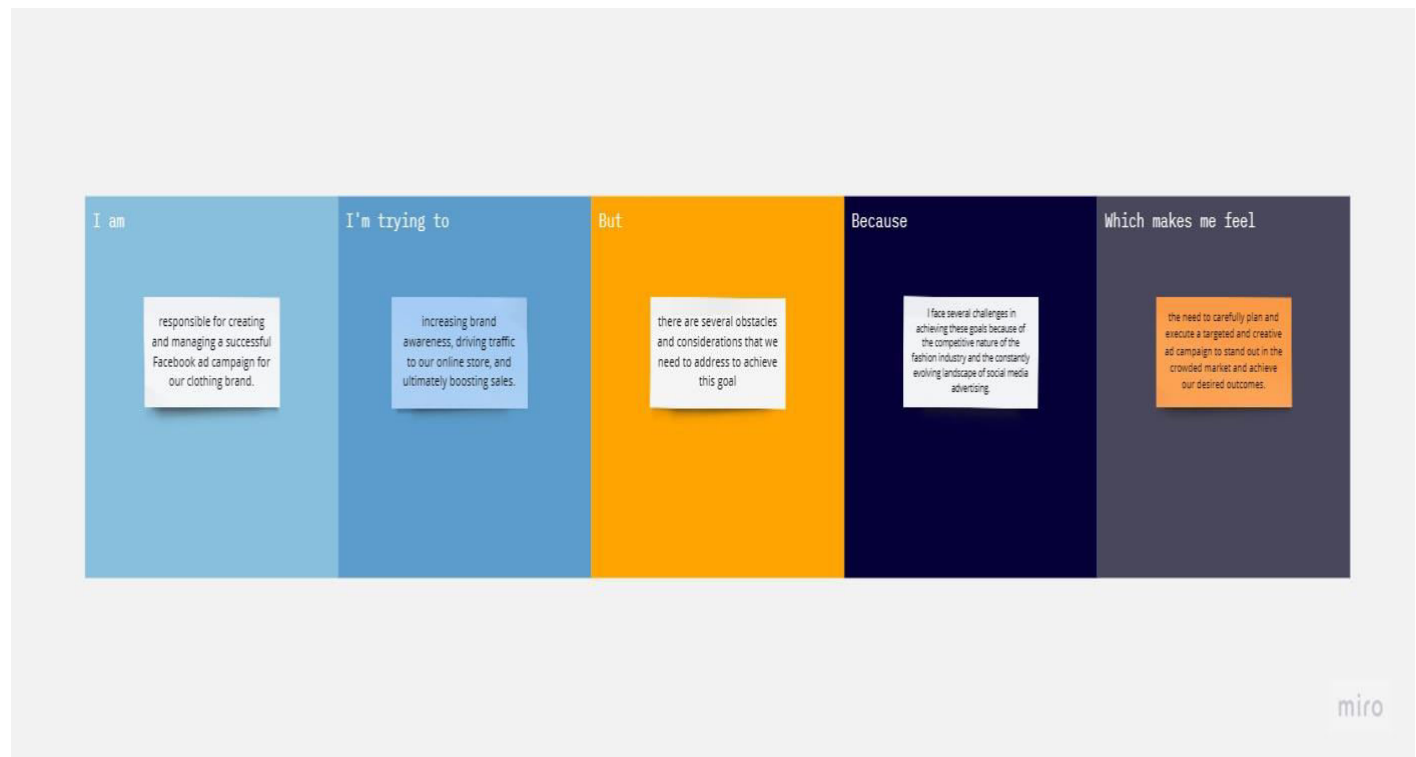 I am
responsible for creating
and managing a successful
Facebook ad campaign for
our clothing brand.
I'm trying to
increasing brand
awareness, driving traffic
to our online store, and
ultimately boosting sales.
But
there are several obstacles
and considerations that we
need to address to achieve
this goal
Because
I face several challenges in
achieving these goals because of
the competitive nature of the
fashion industry and the constantly
evolving landscape of social media
advertising.
Which makes me feel
the need to carefully plan and
execute a targeted and creative
ad campaign to stand out in the
crowded market and achieve
our desired outcomes.
miro